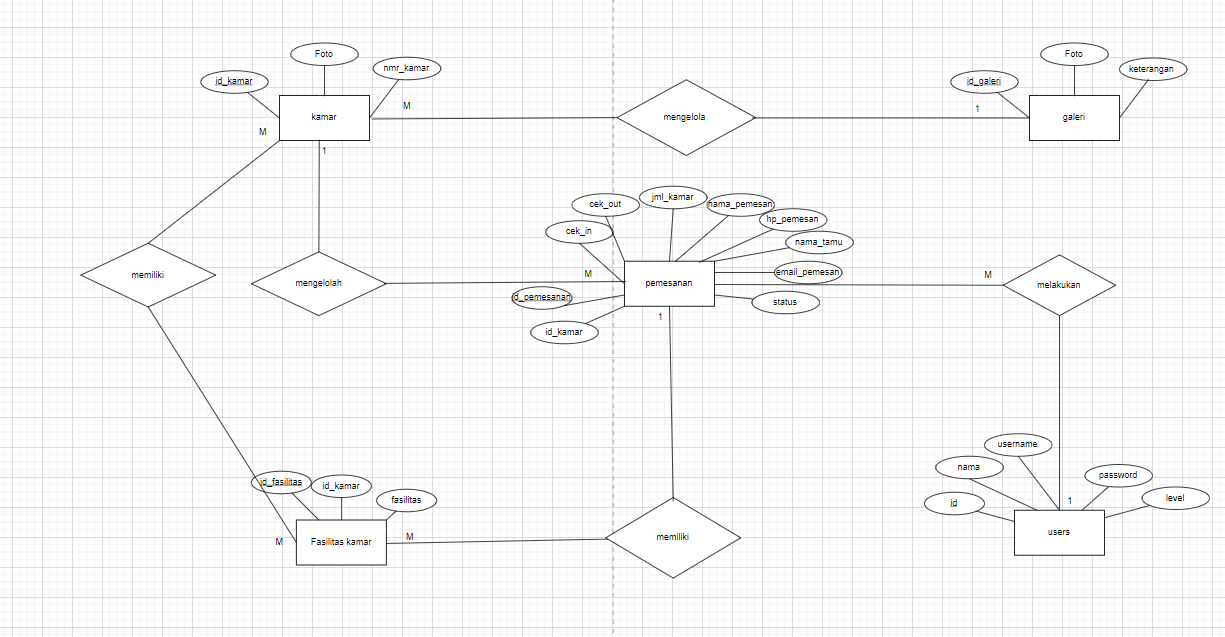 Foto
nmr_kamar
id_kamar
M
kamar
M
1
mengelola
Foto
keterangan
id_galeri
1
galeri
memiliki
mengelolah
cek_out
jml_kamar
nama_pemesan
hp_pemesan
cek_in
nama_tamu
email_pemesan
M
pemesanan
id_pemesanan
status
id_kamar
1
M
melakukan
username
nama
password
id
1
level
users
id_fasilitas
id_kamar
fasilitas
M
Fasilitas kamar
M
memiliki